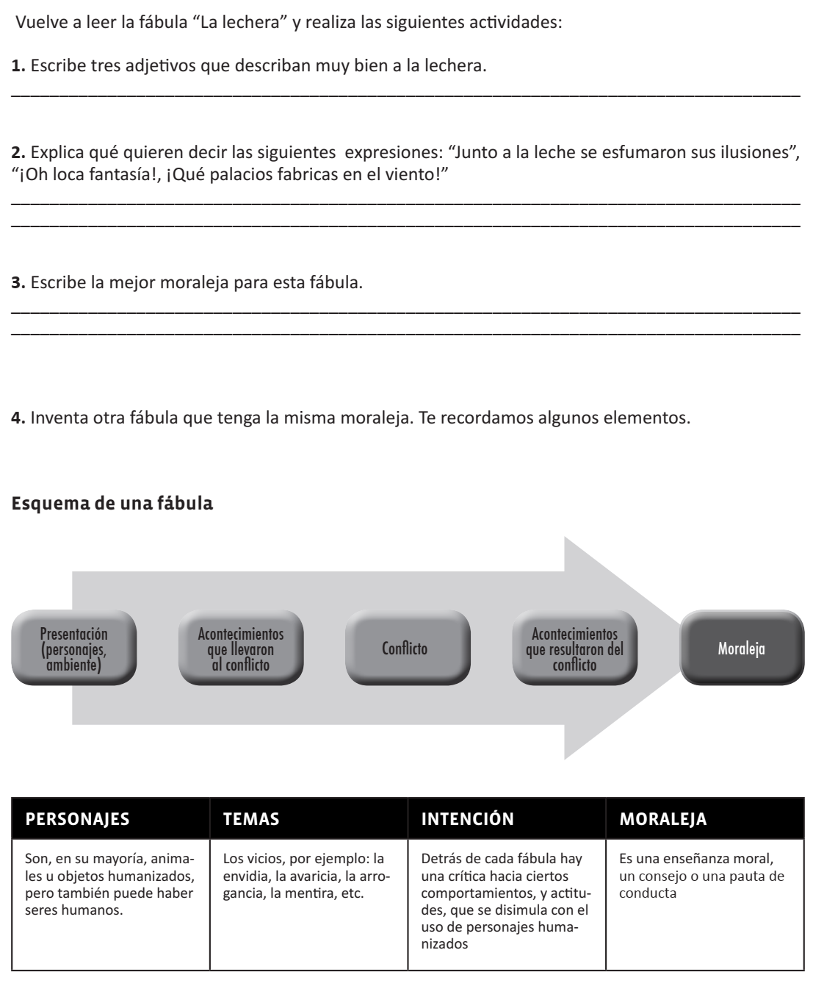 Vuelve a leer la fábula “La lechera” y realiza las siguientes actividades:
1. Escribe tres adjetivos que describan muy bien a la lechera.
2. Explica qué quieren decir las siguientes expresiones: “Junto a la leche se esfumaron sus ilusiones”,
“¡Oh loca fantasía!, ¡Qué palacios fabricas en el viento!”
3. Escribe la mejor moraleja para esta fábula.
4. Inventa otra fábula que tenga la misma moraleja. Te recordamos algunos elementos.
Esquema de una fábula
Presentación
(personajes,
ambiente)
Acontecimientos
que llevaron
al conflicto
Conflicto
Acontecimientos
que resultaron del
conflicto
Moraleja
PERSONAJES
Son, en su mayoría, anima-
les u objetos humanizados,
pero también puede haber
seres humanos.
TEMAS
Los vicios, por ejemplo: la
envidia, la avaricia, la arro-
gancia, la mentira, etc.
INTENCIÓN
Detrás de cada fábula hay
una crítica hacia ciertos
comportamientos, y actitu-
des, que se disimula con el
uso de personajes huma-
nizados
MORALEJA
Es una enseñanza moral,
un consejo o una pauta de
conducta